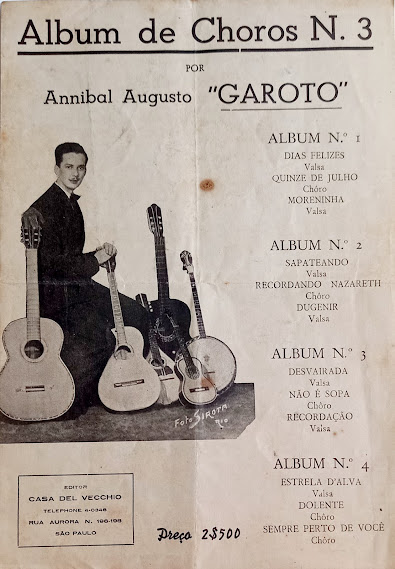 Album de Choros N. 3
POR
Annibal Augusto "GAROTO"
ALBUM N.º 1
DIAS FELIZES
Valsa
QUINZE DE JULHO
Chôro
MORENINHA
Valsa
ALBUM N.º 2
SAPATEANDO
Valsa
RECORDANDO NAZARETH
Chôro
DUGENIR
Valsa
ALBUM N.º 3
DESVAIRADA
Valsa
NÃO É SOPA
Chôro
RECORDAÇÃO
Valsa
ALBUM N.º 4
ESTRELA D'ALVA
Valsa
DOLENTE
Chôro
SEMPRE PERTO DE VOCÊ
Chôro
Foto SIROTA
Rio
EDITOR
CASA DEL VECCHIO
TELEPHONE 4-0348
RUA AURORA N. 196-198
SÃO PAULO
Preço 2$500